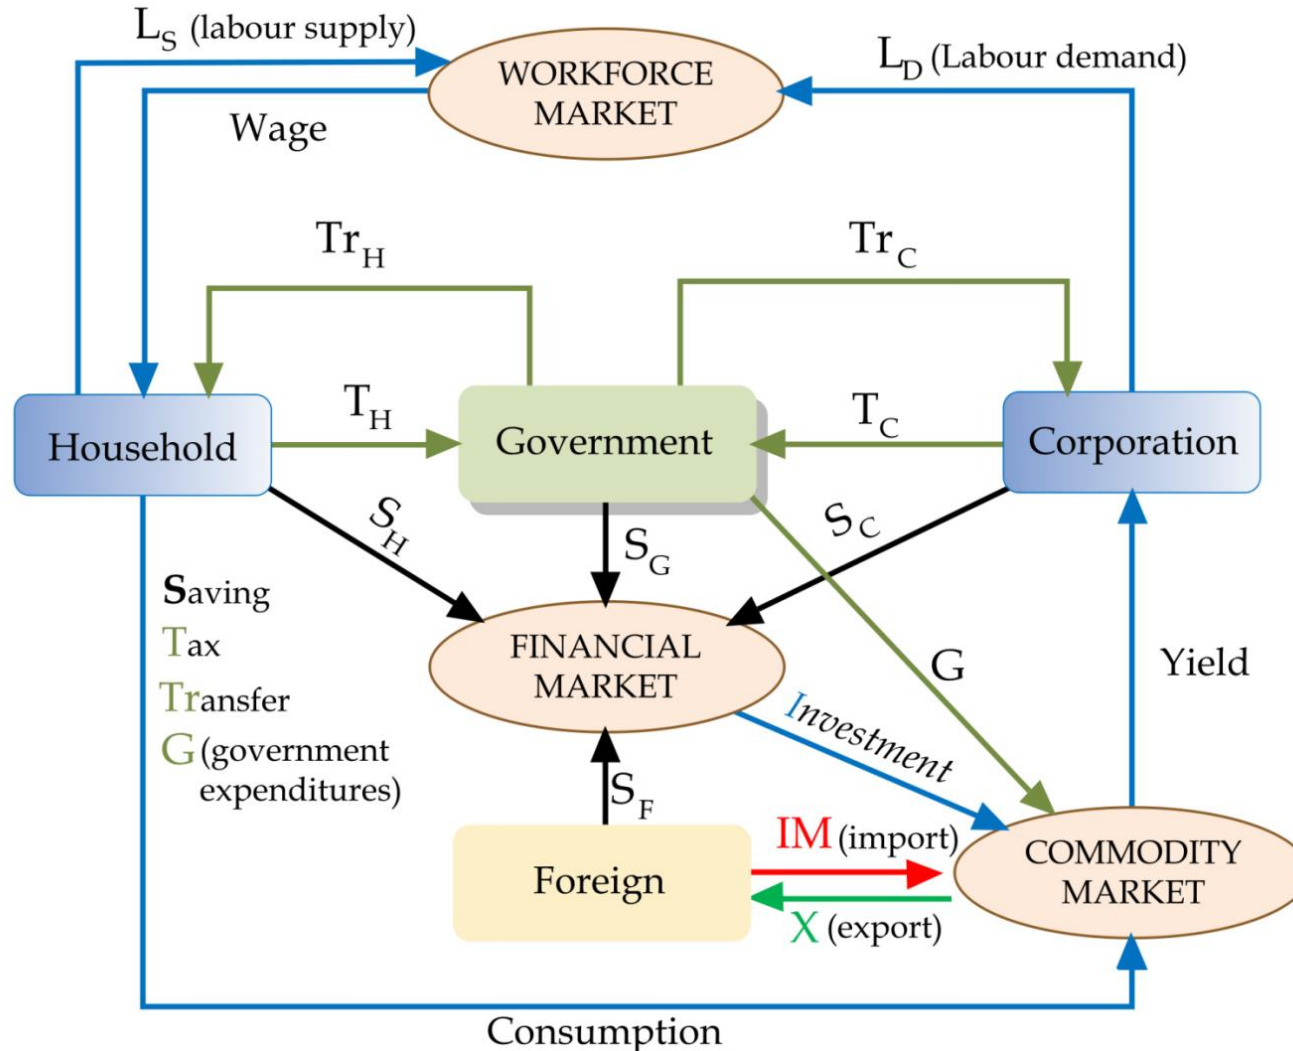 L_S (labour supply)
WORKFORCE
MARKET
L_D (Labour demand)
Wage
Tr_H
Tr_C
Household
T_H
Government
T_C
Corporation
S_H
S_G
S_C
Saving
Tax
Transfer
G (government
expenditures)
FINANCIAL
MARKET
G
Yield
Investment
S_F
Foreign
IM (import)
X (export)
COMMODITY
MARKET
Consumption